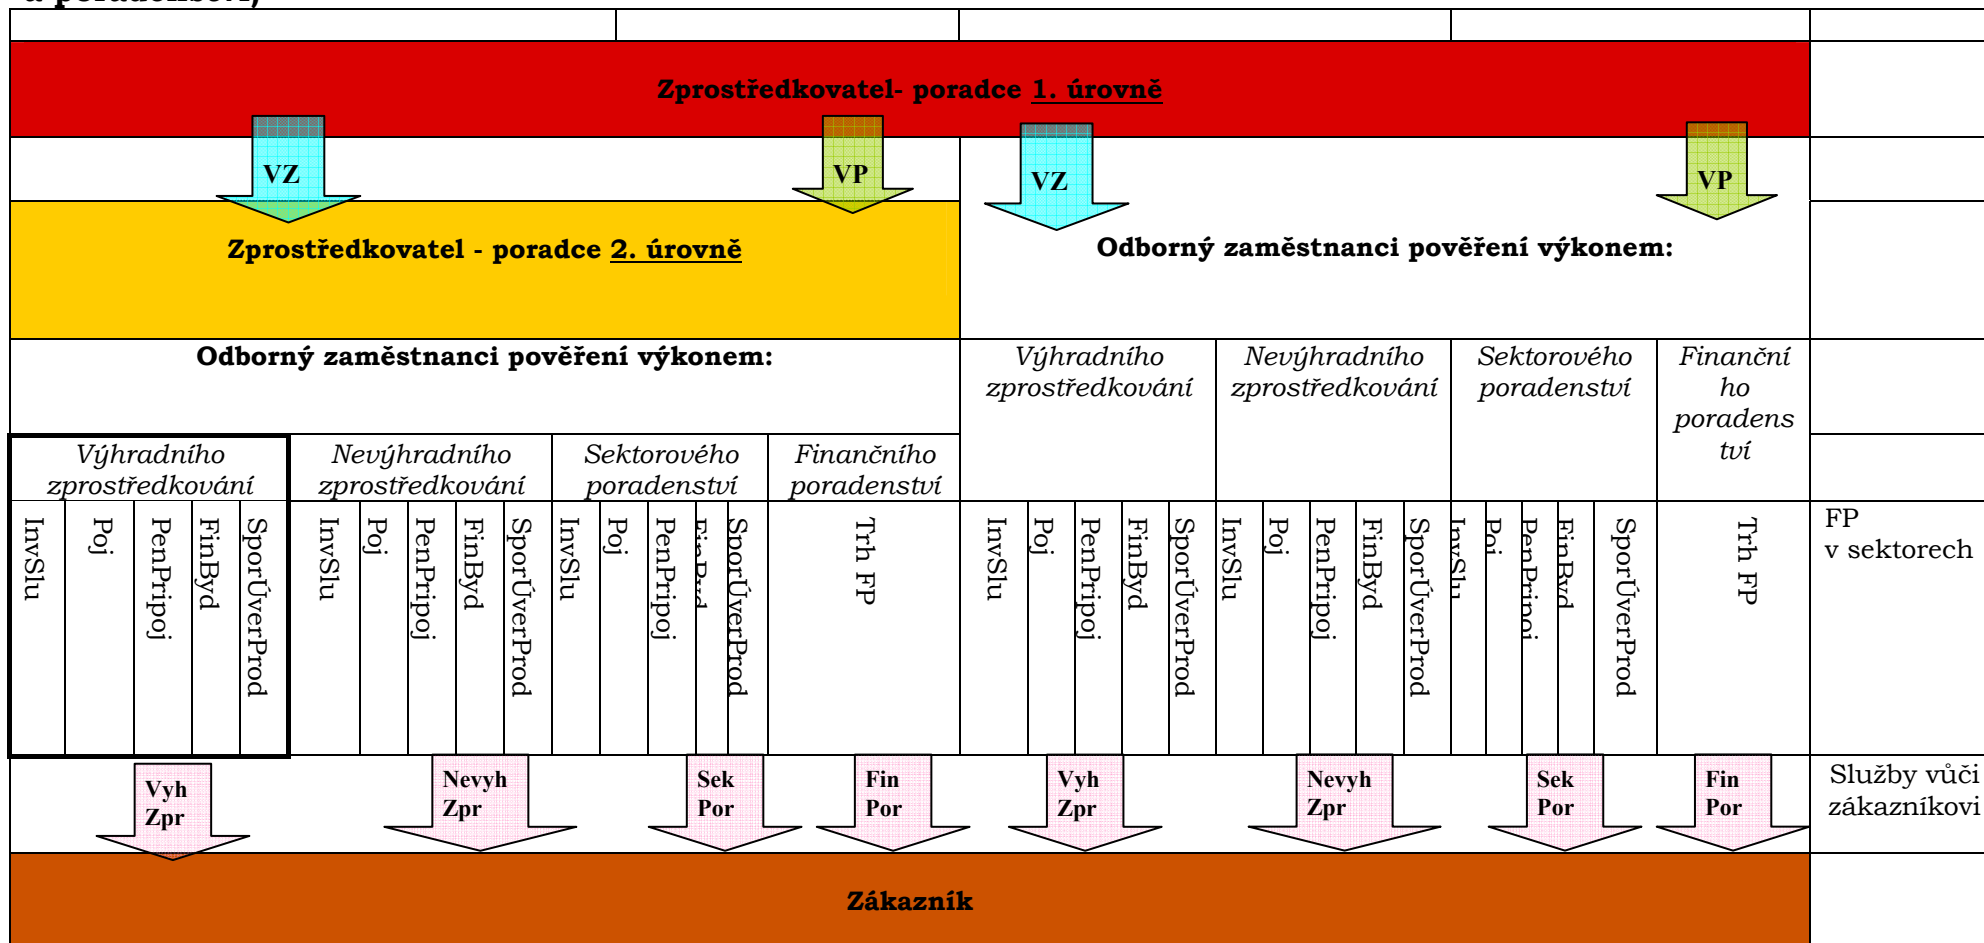 a poradenství)
Zprostředkovatel- poradce 1. úrovně
VZ
VP
VZ
VP
Zprostředkovatel - poradce 2. úrovně
Odborný zaměstnanci pověření výkonem:
Odborný zaměstnanci pověření výkonem:
Výhradního
zprostředkování
Nevýhradního
zprostředkování
Sektorového
poradenství
Finanční
ho
poradens
tví
Výhradního
zprostředkování
Nevýhradního
zprostředkování
Sektorového
poradenství
Finančního
poradenství
InvSlu
Poj
PenPripoj
FinByd
SporÚverProd
InvSlu
Poj
PenPripoj
FinByd
SporÚverProd
InvSlu
Poj
PenPripoj
FinByd
SporÚverProd
Trh FP
InvSlu
Poj
PenPripoj
FinByd
SporÚverProd
InvSlu
Poj
PenPripoj
FinByd
SporÚverProd
InvSlu
Poj
PenPripoj
FinByd
SporÚverProd
Trh FP
FP
v sektorech
Vyh
Zpr
Nevyh
Zpr
Sek
Por
Fin
Por
Vyh
Zpr
Nevyh
Zpr
Sek
Por
Fin
Por
Služby vůči
zákazníkovi
Zákazník